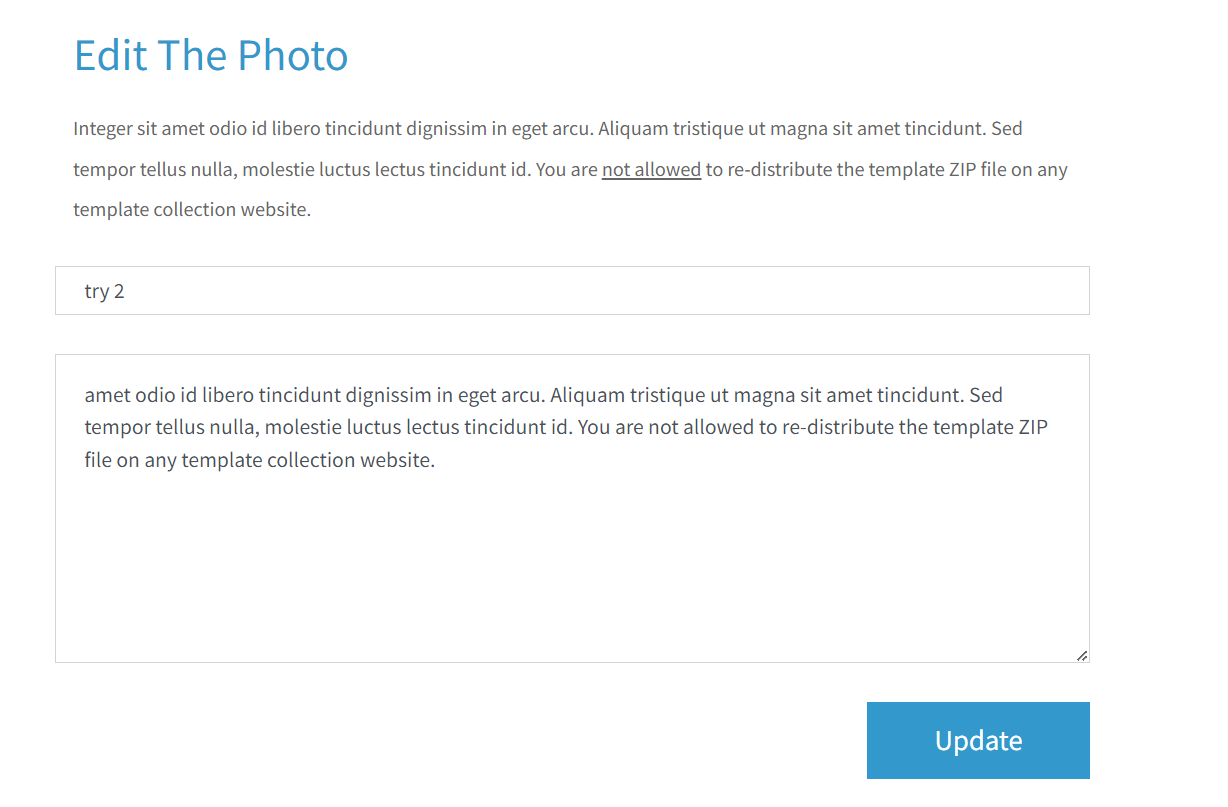 Edit The Photo
Integer sit amet odio id libero tincidunt dignissim in eget arcu. Aliquam tristique ut magna sit amet tincidunt. Sed
tempor tellus nulla, molestie luctus lectus tincidunt id. You are not allowed to re-distribute the template ZIP file on any
template collection website.
try 2
amet odio id libero tincidunt dignissim in eget arcu. Aliquam tristique ut magna sit amet tincidunt. Sed
tempor tellus nulla, molestie luctus lectus tincidunt id. You are not allowed to re-distribute the template ZIP
file on any template collection website.
Update